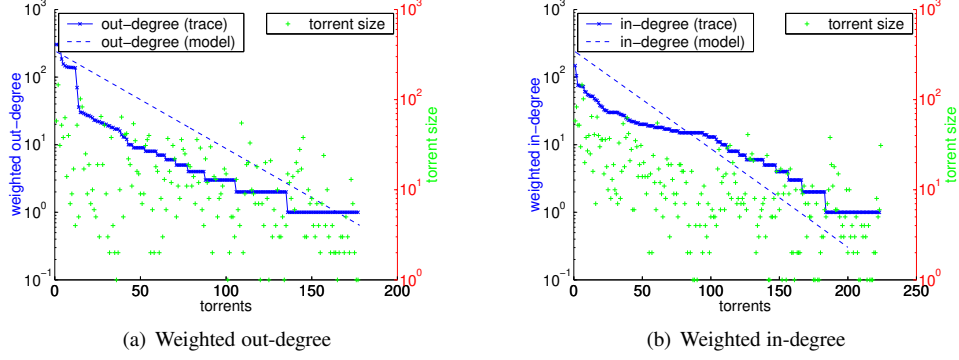 out-degree (trace)
out-degree (model)
torrent size
10^3
10^2
10^1
10^0
10^−1
weighted out-degree
10^3
10^2
10^1
10^0
torrent size
0 50 100 150 200
torrents
(a) Weighted out-degree
in-degree (trace)
in-degree (model)
torrent size
10^3
10^2
10^1
10^0
10^−1
weighted in-degree
10^3
10^2
10^1
10^0
torrent size
0 50 100 150 200 250
torrents
(b) Weighted in-degree